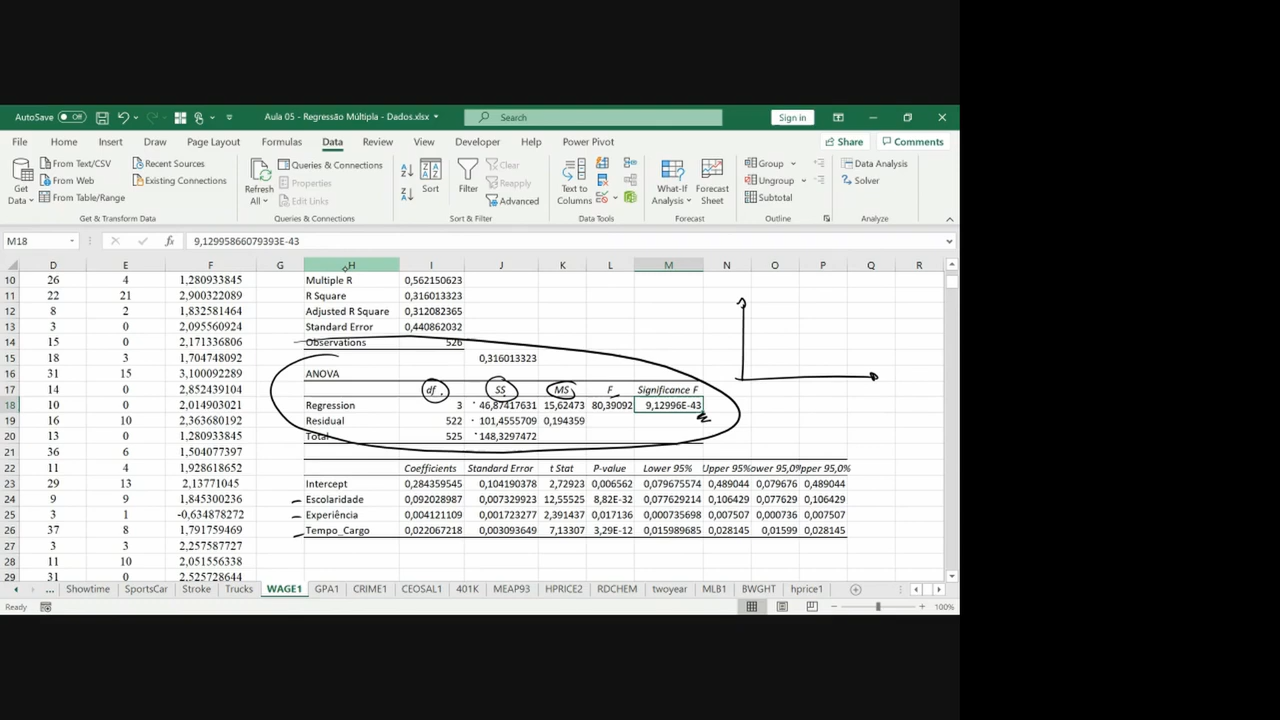 AutoSave Off Aula 05 - Regressão Múltipla - Dados.xlsx Search Sign in
File Home Insert Draw Page Layout Formulas Data Review View Developer Help Power Pivot Share Comments
Get Data From Text/CSV From Web From Table/Range Recent Sources Existing Connections
Refresh All Queries & Connections Properties Edit Links
Sort Filter Clear Reapply Advanced
Text to Columns What-If Analysis Forecast Sheet
Group Ungroup Subtotal Data Analysis Solver
Get & Transform Data Queries & Connections Sort & Filter Data Tools Forecast Outline Analyze
M18 fx 9,12995866079393E-43
D E F G H I J K L M N O P Q R
10 26 4 1,280933845 Multiple R 0,562150623
11 22 21 2,900322089 R Square 0,316013323
12 8 2 1,832581464 Adjusted R Square 0,312082365
13 3 0 2,095560924 Standard Error 0,440862032
14 15 0 2,171336806 Observations 526
15 18 3 1,704748092 0,316013323
16 31 15 3,100092289 ANOVA
17 14 0 2,852439104 df SS MS F Significance F
18 10 0 2,014903021 Regression 3 46,87417631 15,62473 80,39092 9,12996E-43
19 16 10 2,363680192 Residual 522 101,4555709 0,194359
20 13 0 1,280933845 Total 525 148,3297472
21 36 6 1,504077397
22 11 4 1,928618652 Coefficients Standard Error t Stat P-value Lower 95% Upper 95% ower 95,0% pper 95,0%
23 29 13 2,13771045 Intercept 0,284359545 0,104190378 2,72923 0,006562 0,079675574 0,489044 0,079676 0,489044
24 9 9 1,845300236 Escolaridade 0,092028987 0,007329923 12,55525 8,82E-32 0,077629214 0,106429 0,077629 0,106429
25 3 1 -0,634878272 Experiência 0,004121109 0,001723277 2,391437 0,017136 0,000735698 0,007507 0,000736 0,007507
26 37 8 1,791759469 Tempo_Cargo 0,022067218 0,003093649 7,13307 3,29E-12 0,015989685 0,028145 0,01599 0,028145
27 3 3 2,257587727
28 11 10 2,051556338
29 31 0 2,525728644
... Showtime SportsCar Stroke Trucks WAGE1 GPA1 CRIME1 CEOSAL1 401K MEAP93 HPRICE2 RDCHEM twoyear MLB1 BWGHT hprice1
Ready 100%